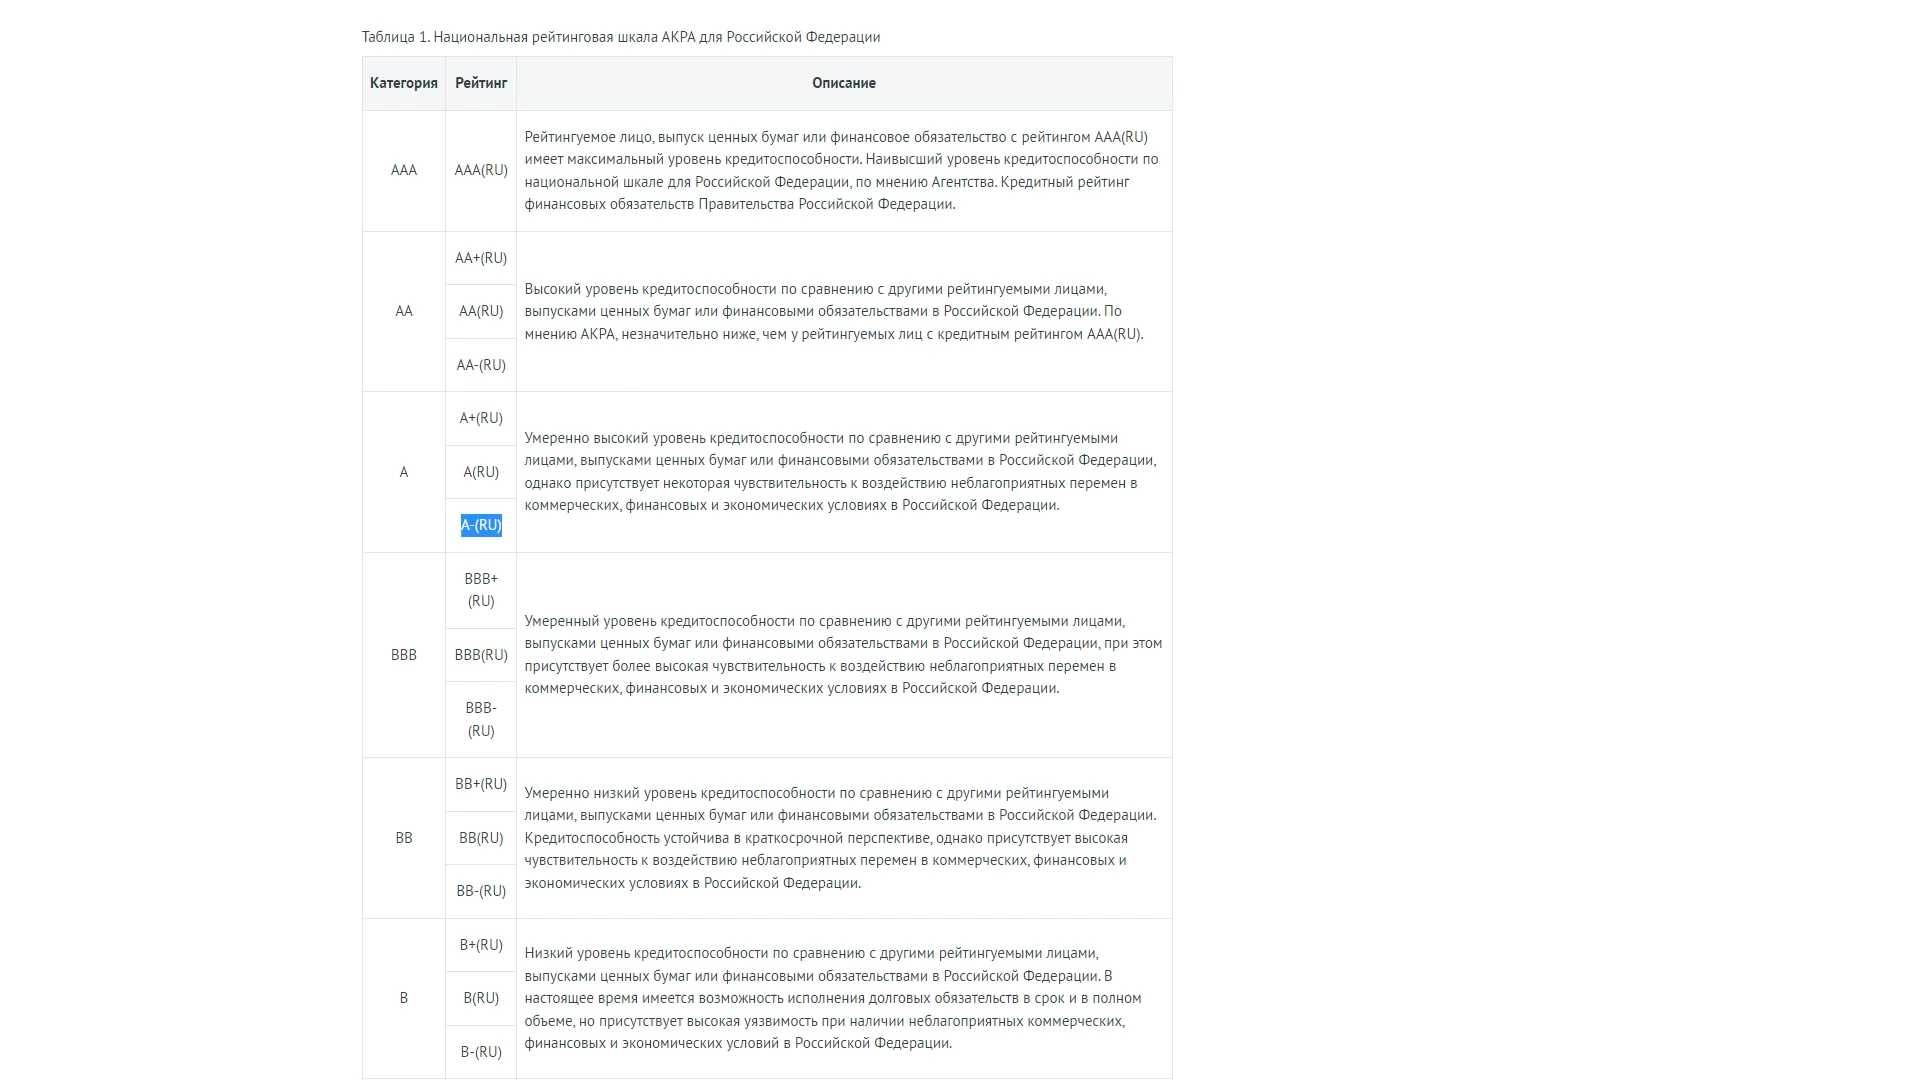 Таблица 1. Национальная рейтинговая шкала АКРА для Российской Федерации
Категория Рейтинг Описание
AAA
AAA(RU)
Рейтингуемое лицо, выпуск ценных бумаг или финансовое обязательство с рейтингом AAA(RU)
имеет максимальный уровень кредитоспособности. Наивысший уровень кредитоспособности по
национальной шкале для Российской Федерации, по мнению Агентства. Кредитный рейтинг
финансовых обязательств Правительства Российской Федерации.
AA
AA+(RU)
AA(RU)
AA-(RU)
Высокий уровень кредитоспособности по сравнению с другими рейтингуемыми лицами,
выпусками ценных бумаг или финансовыми обязательствами в Российской Федерации. По
мнению АКРА, незначительно ниже, чем у рейтингуемых лиц с кредитным рейтингом AAA(RU).
A
A+(RU)
A(RU)
A-(RU)
Умеренно высокий уровень кредитоспособности по сравнению с другими рейтингуемыми
лицами, выпусками ценных бумаг или финансовыми обязательствами в Российской Федерации,
однако присутствует некоторая чувствительность к воздействию неблагоприятных перемен в
коммерческих, финансовых и экономических условиях в Российской Федерации.
BBB
BBB+
(RU)
BBB(RU)
BBB-
(RU)
Умеренный уровень кредитоспособности по сравнению с другими рейтингуемыми лицами,
выпусками ценных бумаг или финансовыми обязательствами в Российской Федерации, при этом
присутствует более высокая чувствительность к воздействию неблагоприятных перемен в
коммерческих, финансовых и экономических условиях в Российской Федерации.
BB
BB+(RU)
BB(RU)
BB-(RU)
Умеренно низкий уровень кредитоспособности по сравнению с другими рейтингуемыми
лицами, выпусками ценных бумаг или финансовыми обязательствами в Российской Федерации.
Кредитоспособность устойчива в краткосрочной перспективе, однако присутствует высокая
чувствительность к воздействию неблагоприятных перемен в коммерческих, финансовых и
экономических условиях в Российской Федерации.
B
B+(RU)
B(RU)
B-(RU)
Низкий уровень кредитоспособности по сравнению с другими рейтингуемыми лицами,
выпусками ценных бумаг или финансовыми обязательствами в Российской Федерации. В
настоящее время имеется возможность исполнения долговых обязательств в срок и в полном
объеме, но присутствует высокая уязвимость при наличии неблагоприятных коммерческих,
финансовых и экономических условий в Российской Федерации.